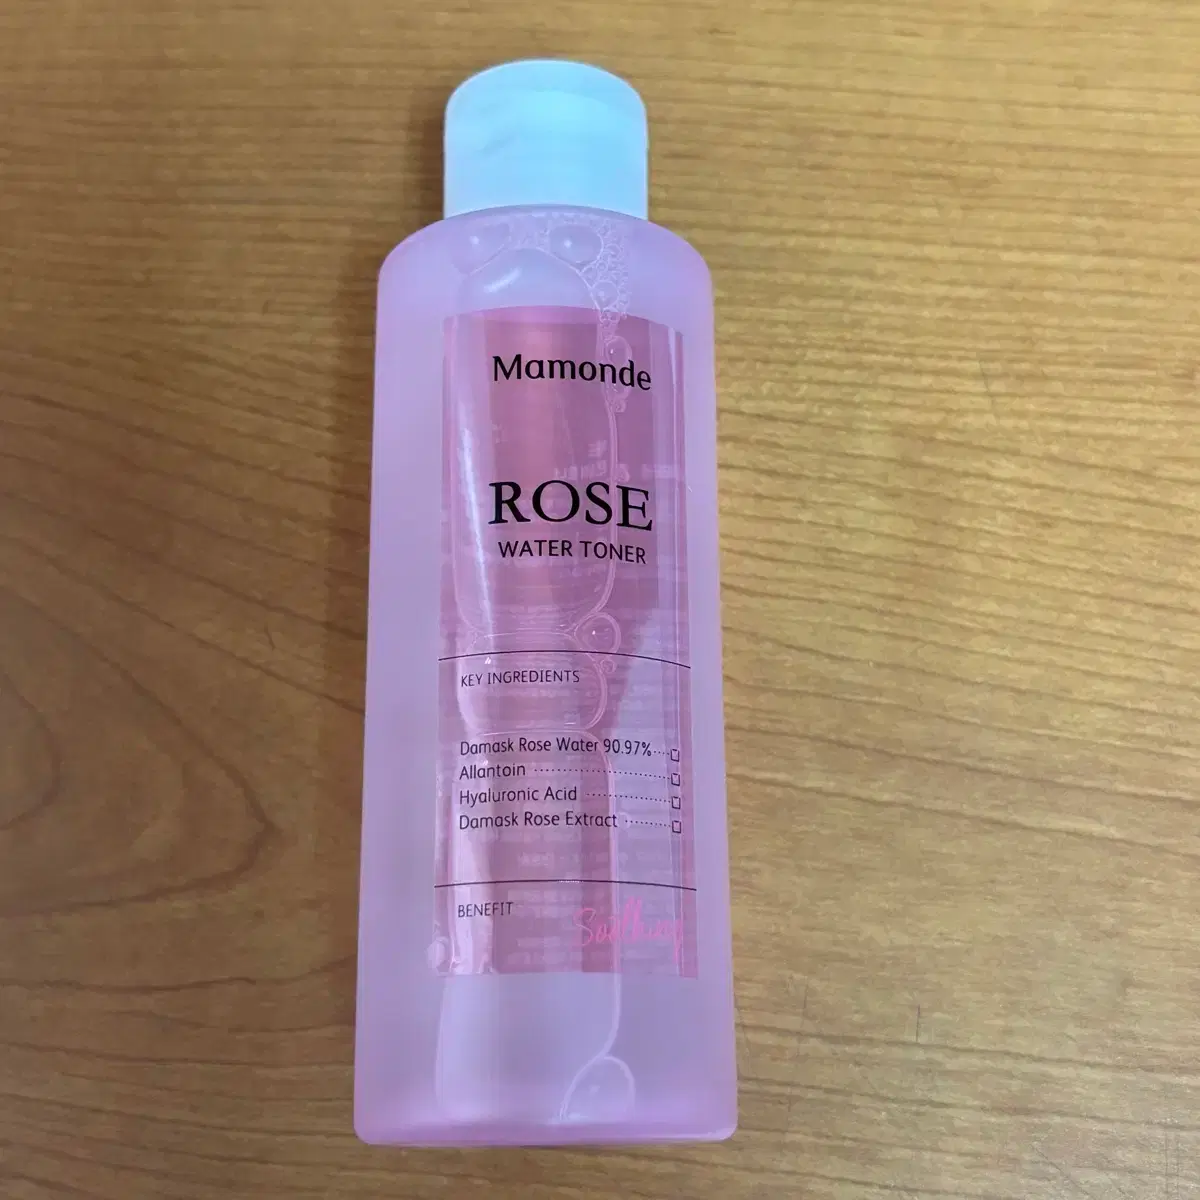 Mamonde
ROSE
WATER TONER
KEY INGREDIENTS
Damask Rose Water 90.97%
Allantoin
Hyaluronic Acid
Damask Rose Extract
BENEFIT
Soothing